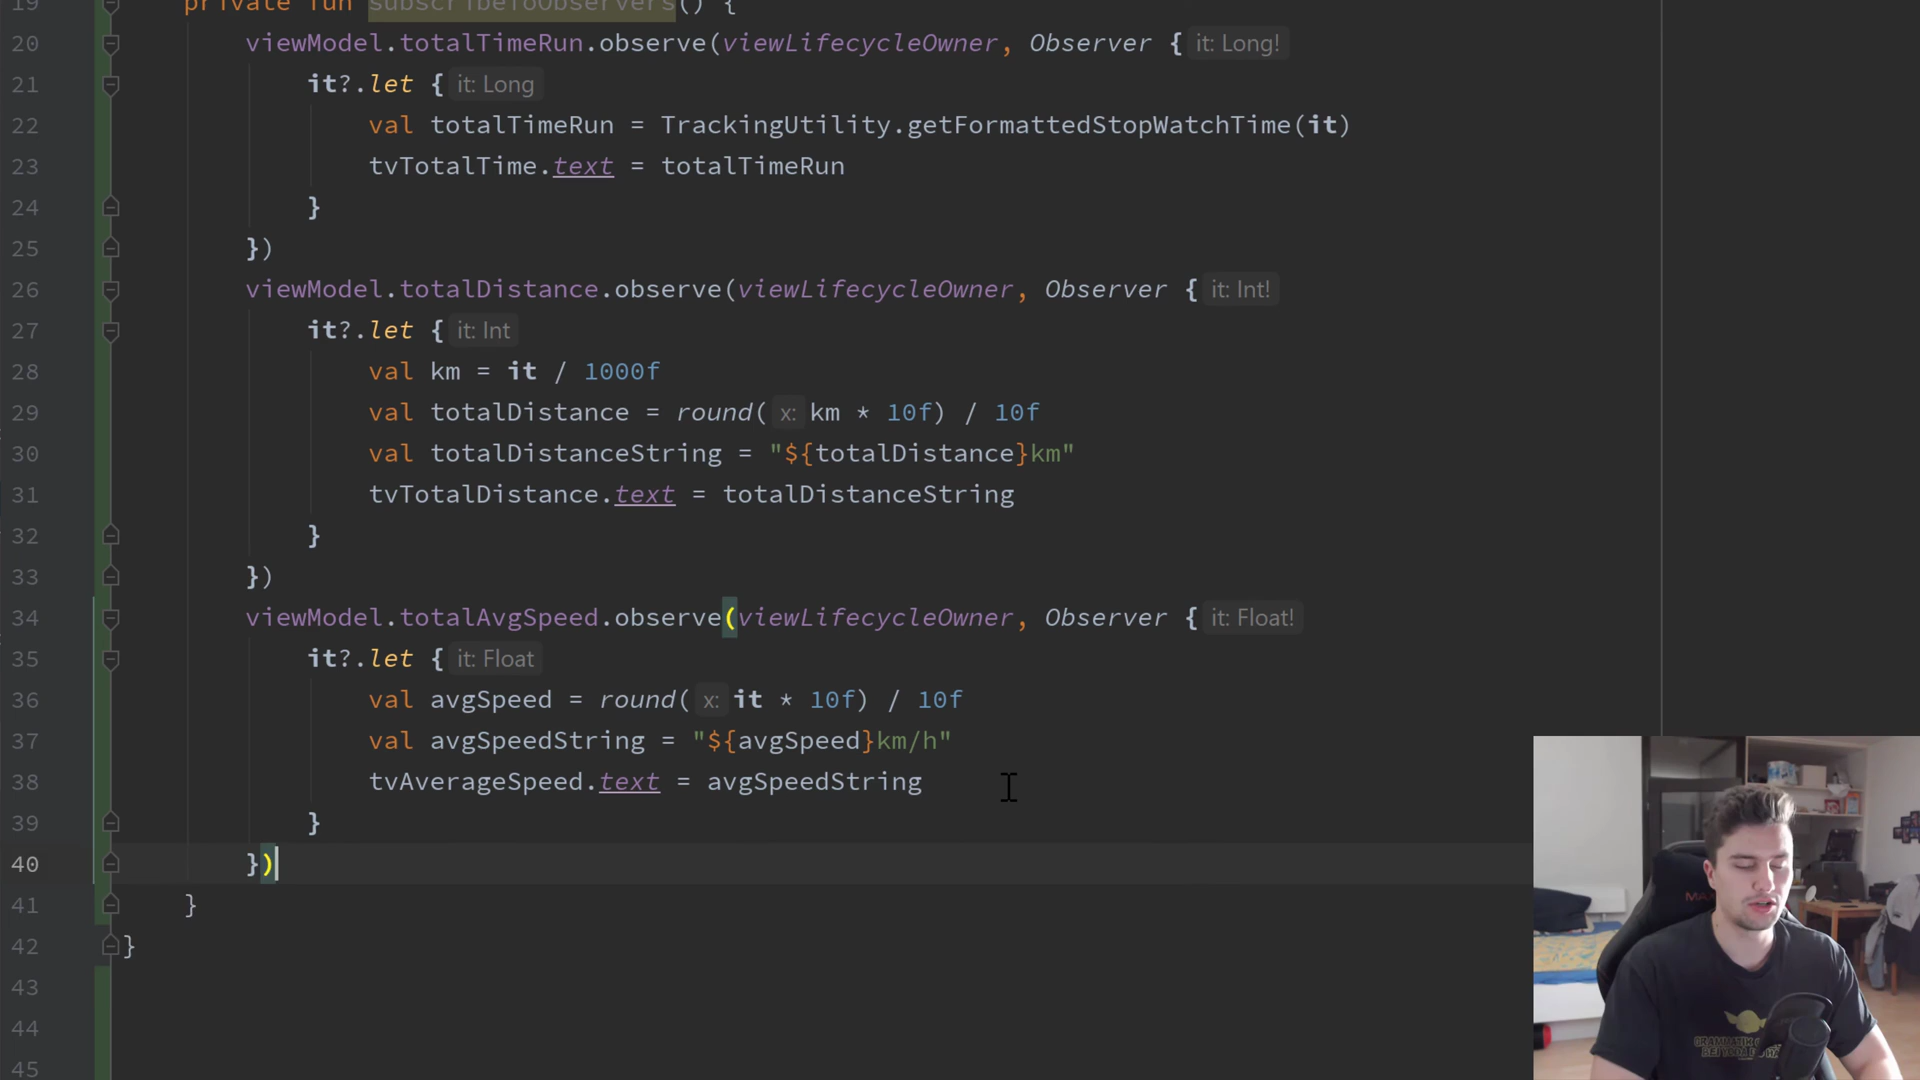 19 private fun subscribeToObservers() {
20 viewModel.totalTimeRun.observe(viewLifecycleOwner, Observer { it: Long!
21 it?.let { it: Long
22 val totalTimeRun = TrackingUtility.getFormattedStopWatchTime(it)
23 tvTotalTime.text = totalTimeRun
24 }
25 })
26 viewModel.totalDistance.observe(viewLifecycleOwner, Observer { it: Int!
27 it?.let { it: Int
28 val km = it / 1000f
29 val totalDistance = round( x: km * 10f) / 10f
30 val totalDistanceString = "${totalDistance}km"
31 tvTotalDistance.text = totalDistanceString
32 }
33 })
34 viewModel.totalAvgSpeed.observe(viewLifecycleOwner, Observer { it: Float!
35 it?.let { it: Float
36 val avgSpeed = round( x: it * 10f) / 10f
37 val avgSpeedString = "${avgSpeed}km/h"
38 tvAverageSpeed.text = avgSpeedString
39 }
40 })
41 }
42 }
43
44
45